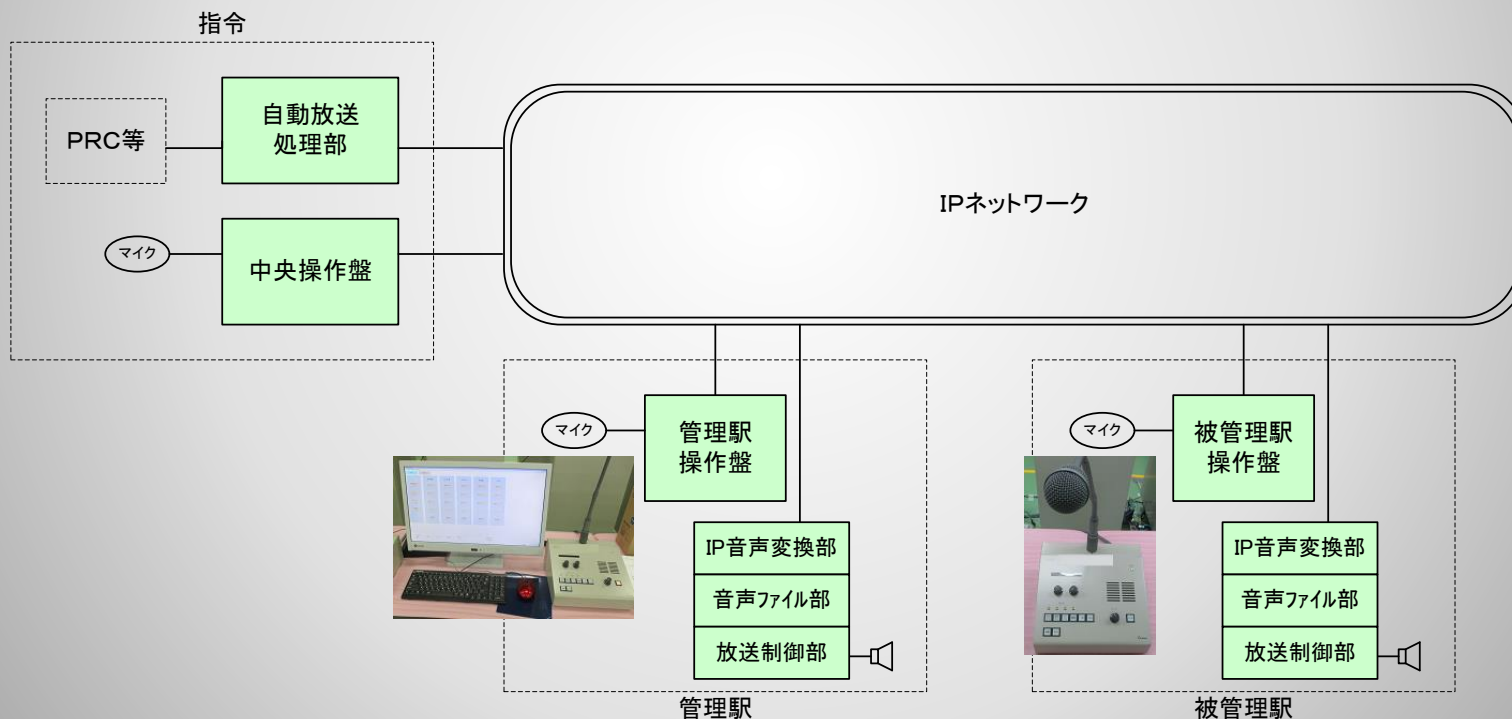 指令
PRC等
自動放送
処理部
マイク
中央操作盤
IPネットワーク
マイク
管理駅
操作盤
IP音声変換部
音声ファイル部
放送制御部
管理駅
マイク
被管理駅
操作盤
IP音声変換部
音声ファイル部
放送制御部
被管理駅